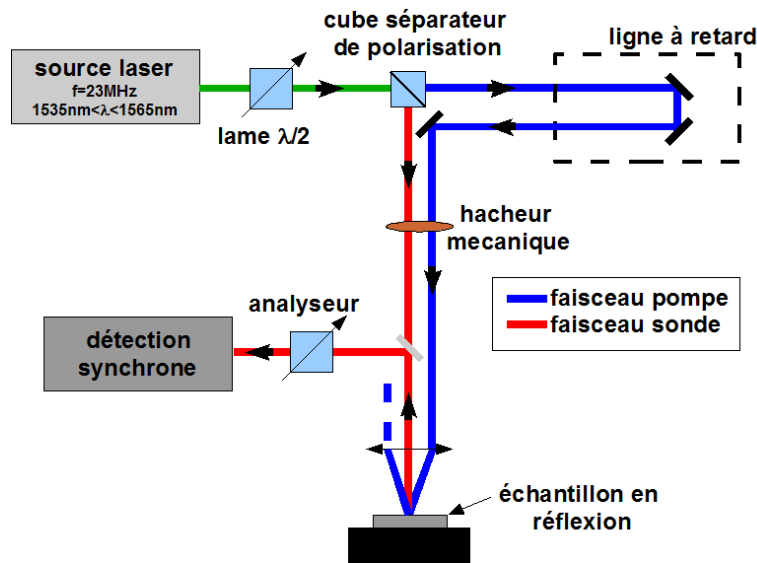 cube séparateur
de polarisation
ligne à retard
source laser
f=23MHz
1535nm<λ<1565nm
lame λ/2
hacheur
mecanique
analyseur
faisceau pompe
faisceau sonde
détection
synchrone
échantillon en
réflexion